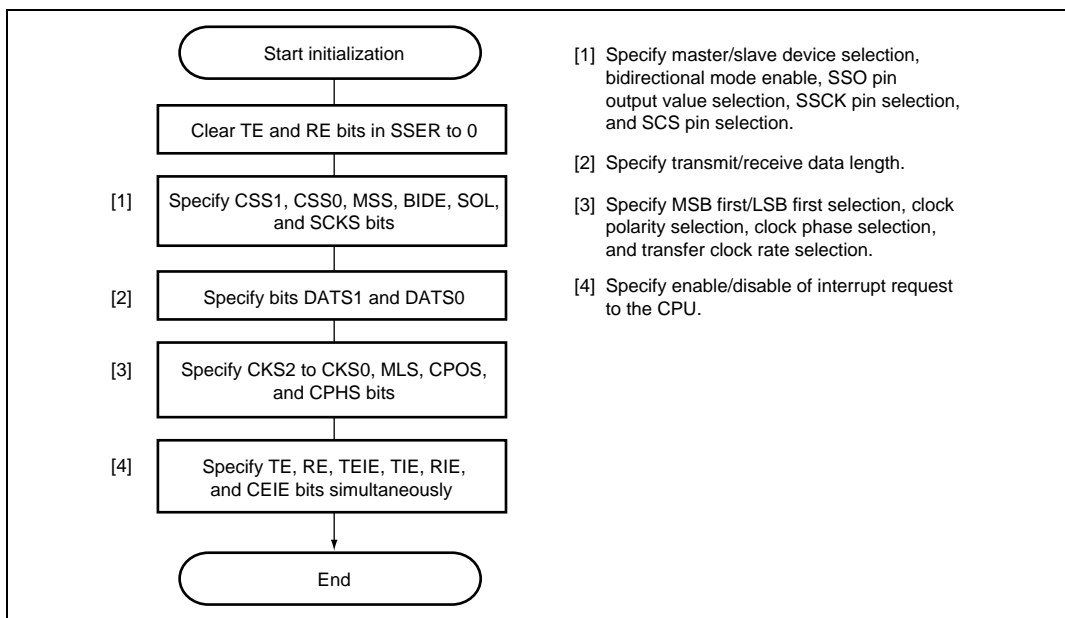 Start initialization
Clear TE and RE bits in SSER to 0
[1]
Specify CSS1, CSS0, MSS, BIDE, SOL,
and SCKS bits
[2]
Specify bits DATS1 and DATS0
[3]
Specify CKS2 to CKS0, MLS, CPOS,
and CPHS bits
[4]
Specify TE, RE, TEIE, TIE, RIE,
and CEIE bits simultaneously
End
[1] Specify master/slave device selection,
bidirectional mode enable, SSO pin
output value selection, SSCK pin selection,
and SCS pin selection.
[2] Specify transmit/receive data length.
[3] Specify MSB first/LSB first selection, clock
polarity selection, clock phase selection,
and transfer clock rate selection.
[4] Specify enable/disable of interrupt request
to the CPU.